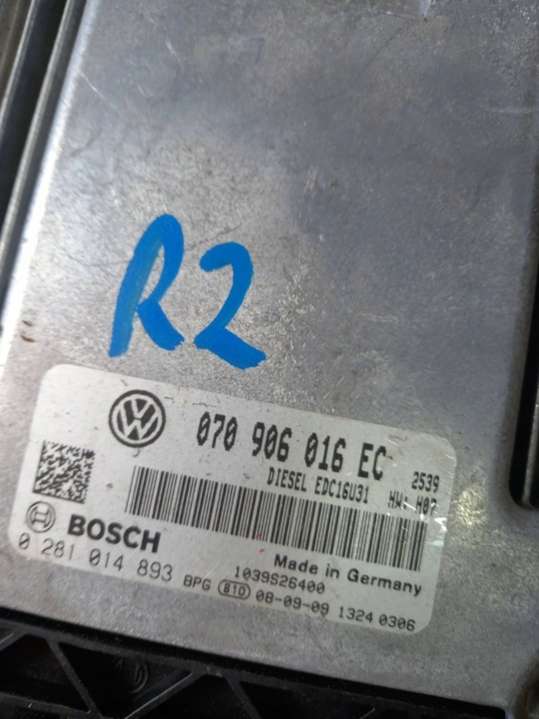 R2
070 906 016 EC 2539
DIESEL EDC16U31 HW: H07
BOSCH
Made in Germany
0 281 014 893
1039S26400
BPG 810 08-09-09 1324 0306